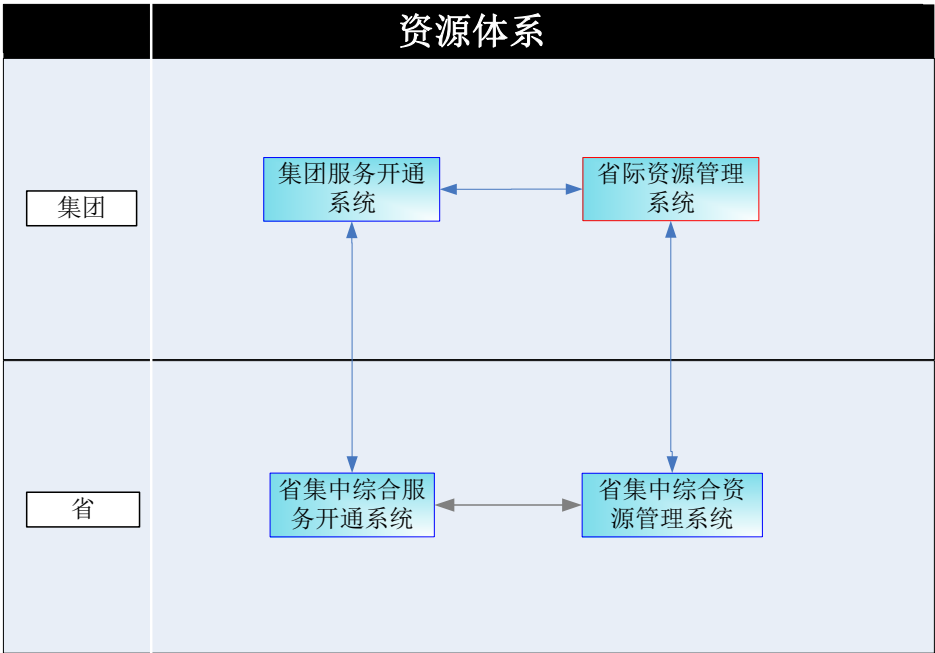 资源体系
集团服务开通
系统
省际资源管理
系统
集团
省集中综合服
务开通系统
省集中综合资
源管理系统
省